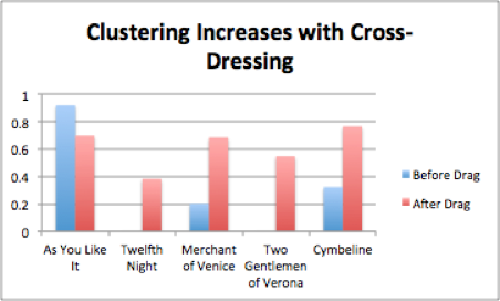 Clustering Increases with Cross-
Dressing
1
0.8
0.6
0.4
0.2
0
As You Like
It
Twelfth
Night
Merchant
of Venice
Two
Gentlemen
of Verona
Cymbeline
Before Drag
After Drag